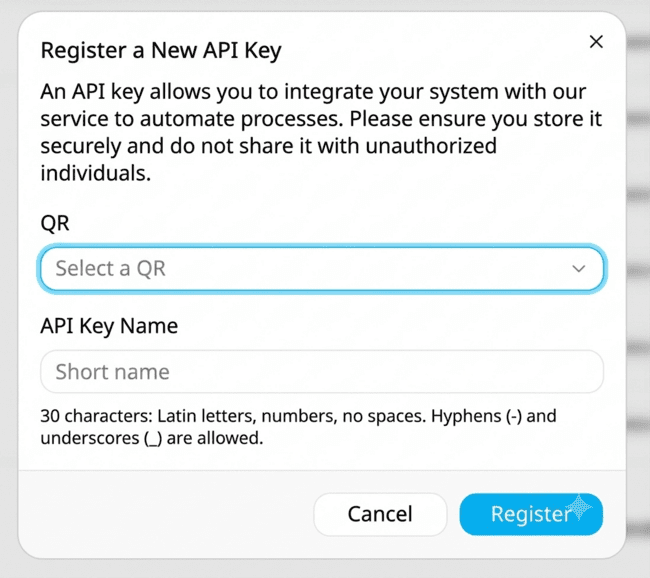 Register a New API Key
An API key allows you to integrate your system with our
service to automate processes. Please ensure you store it
securely and do not share it with unauthorized
individuals.
QR
Select a QR
API Key Name
Short name
30 characters: Latin letters, numbers, no spaces. Hyphens (-) and
underscores (_) are allowed.
Cancel
Register